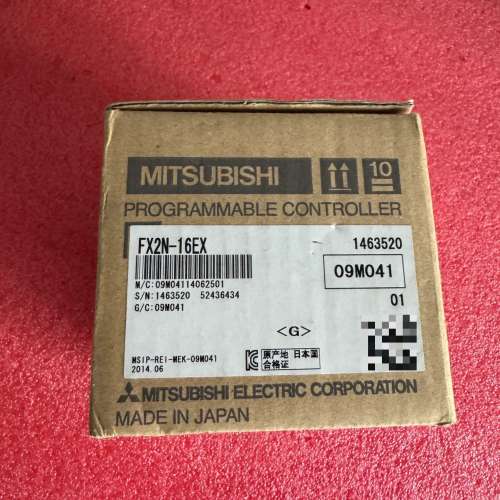 MITSUBISHI
10
PROGRAMMABLE CONTROLLER
FX2N-16EX 1463520
M/C:09M04114062501
S/N:1463520 52436434
G/C:09M041
09M041
01
<G>
MSIP-REI-MEK-09M041
2014.06
原产地 日本国
合格证
MITSUBISHI ELECTRIC CORPORATION
MADE IN JAPAN